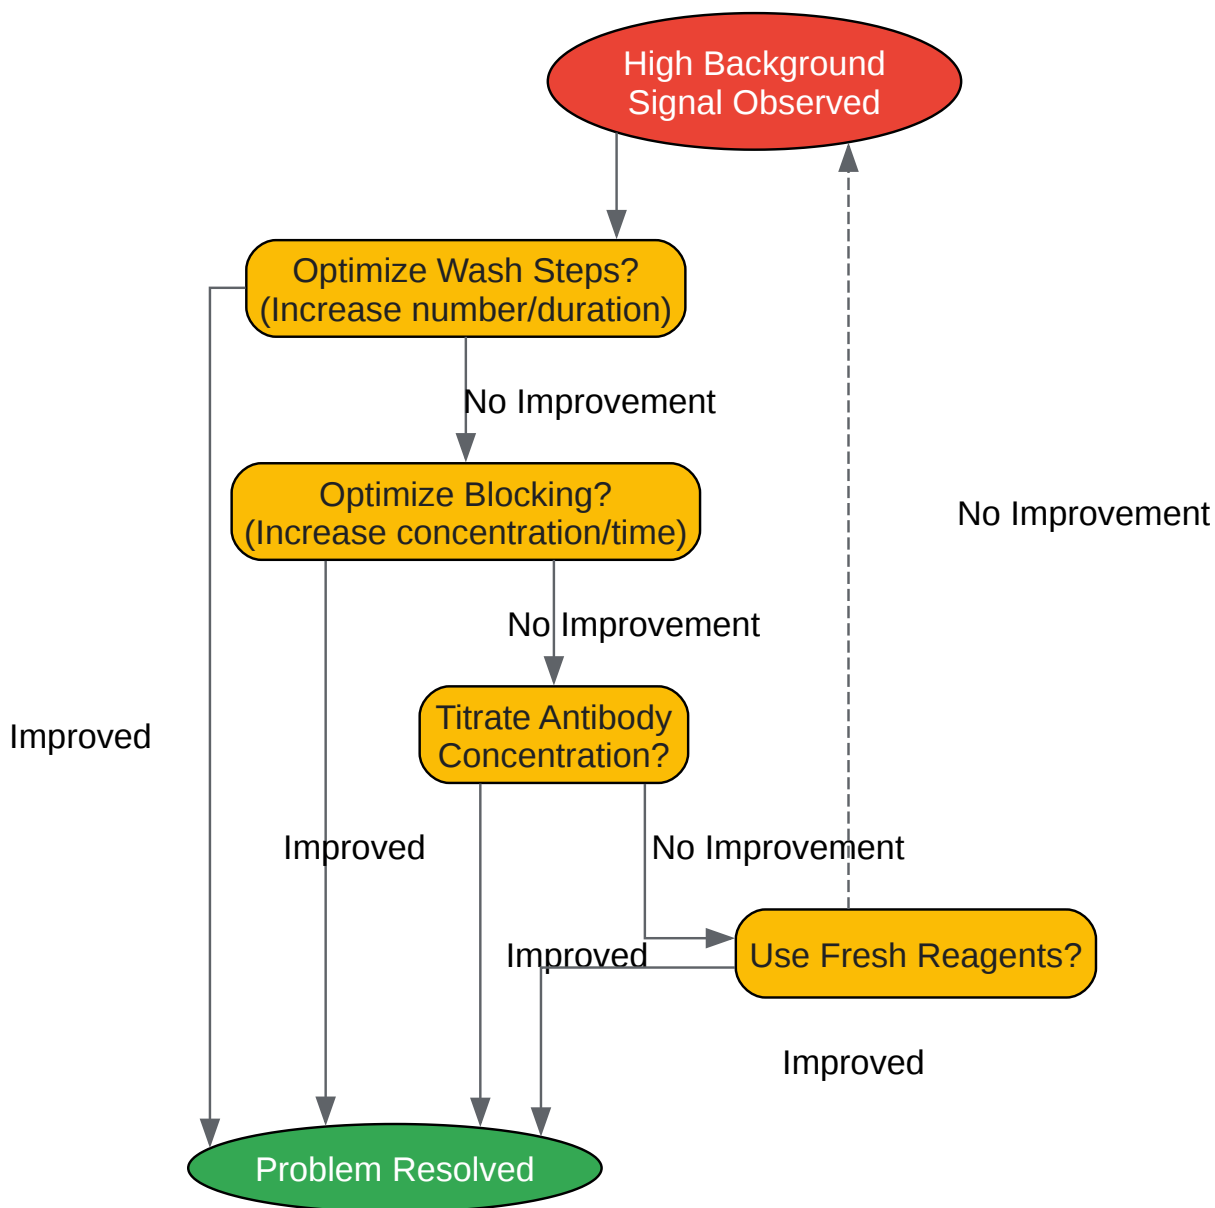 High Background
Signal Observed
Optimize Wash Steps?
(Increase number/duration)
No Improvement
Optimize Blocking?
(Increase concentration/time)
No Improvement
No Improvement
Titrate Antibody
Concentration?
Improved
Improved
No Improvement
Improved
Use Fresh Reagents?
Improved
Problem Resolved